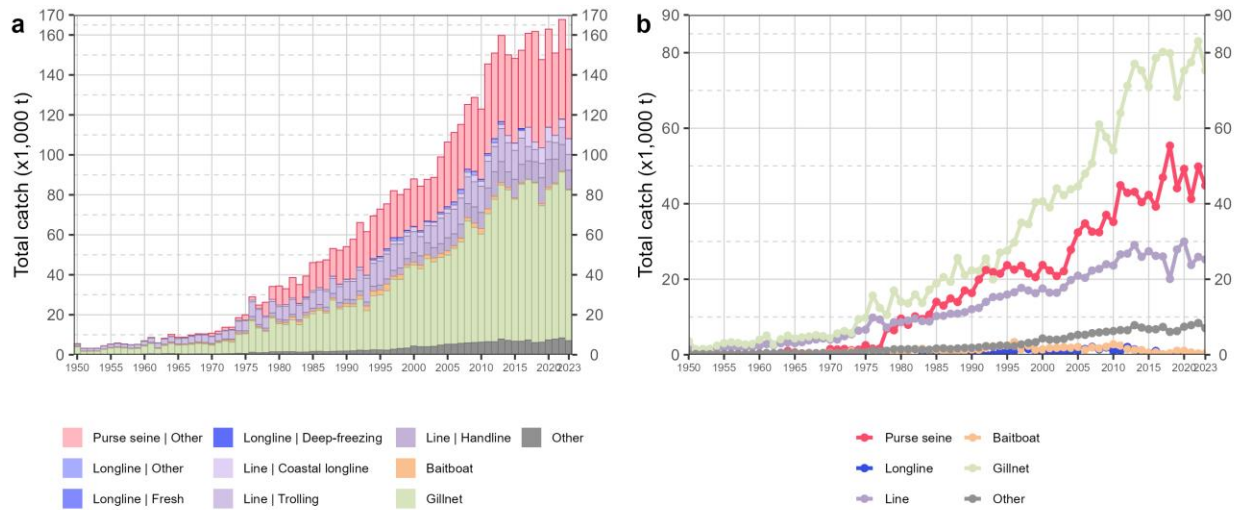 a
Total catch (x1,000 t)
170 170
160 160
140 140
120 120
100 100
80 80
60 60
40 40
20 20
0 0
1950 1955 1960 1965 1970 1975 1980 1985 1990 1995 2000 2005 2010 2015 2020 2023
Purse seine | Other
Longline | Deep-freezing
Line | Handline
Other
Longline | Other
Line | Coastal longline
Baitboat
Longline | Fresh
Line | Trolling
Gillnet
b
Total catch (x1,000 t)
90 90
80 80
60 60
40 40
20 20
0 0
1950 1955 1960 1965 1970 1975 1980 1985 1990 1995 2000 2005 2010 2015 2020 2023
Purse seine
Baitboat
Longline
Gillnet
Line
Other